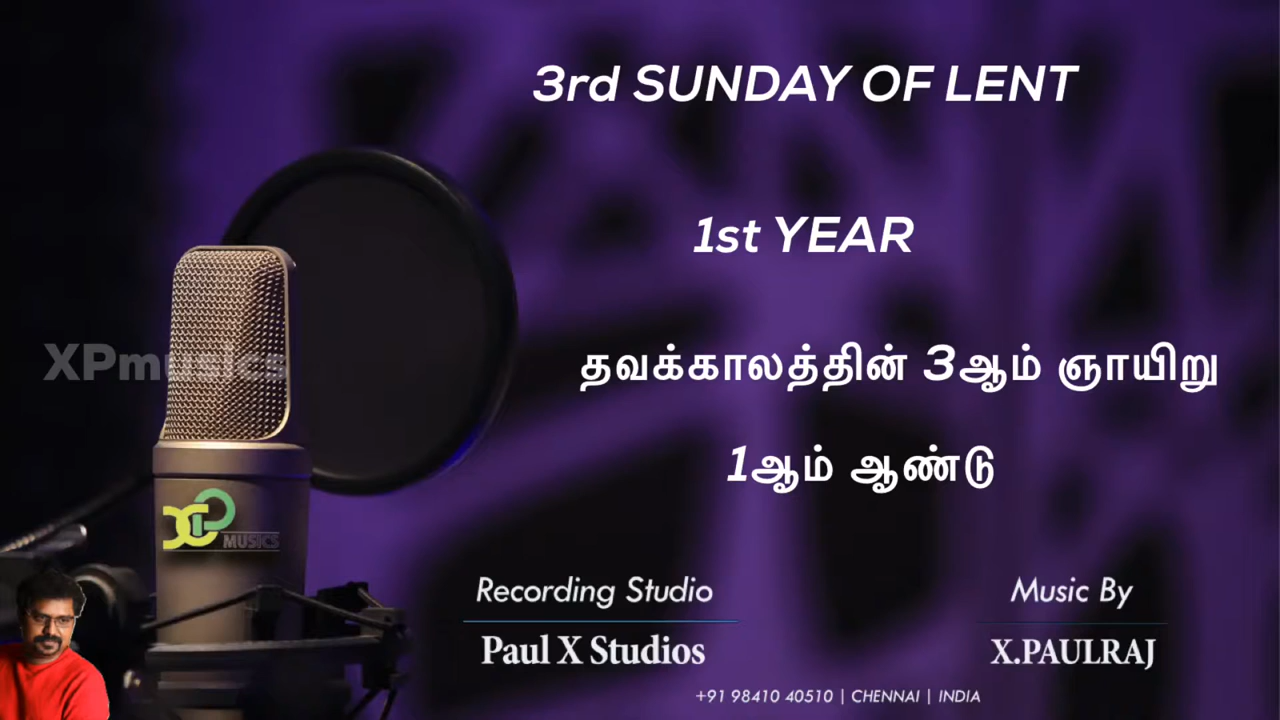 3rd SUNDAY OF LENT
1st YEAR
தவக்காலத்தின் 3ஆம் ஞாயிறு
1ஆம் ஆண்டு
XPmusics
XP MUSICS
Recording Studio
Paul X Studios
Music By
X.PAULRAJ
+91 98410 40510 | CHENNAI | INDIA